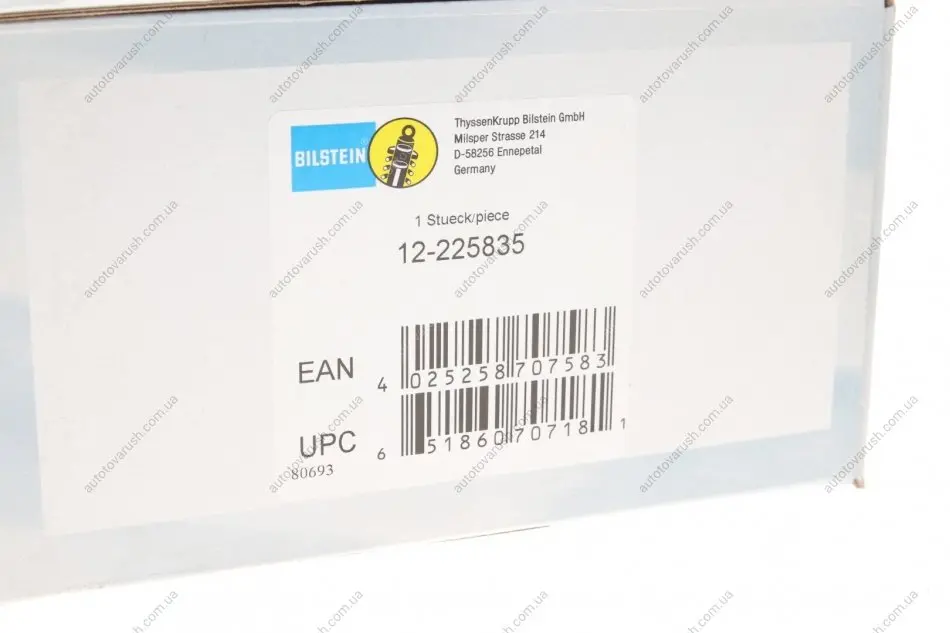 BILSTEIN
ThyssenKrupp Bilstein GmbH
Milsper Strasse 214
D-58256 Ennepetal
Germany
1 Stueck/piece
12-225835
EAN
4 025258 707583
UPC
6 51860 70718 1
80693
autotovarush.com.ua